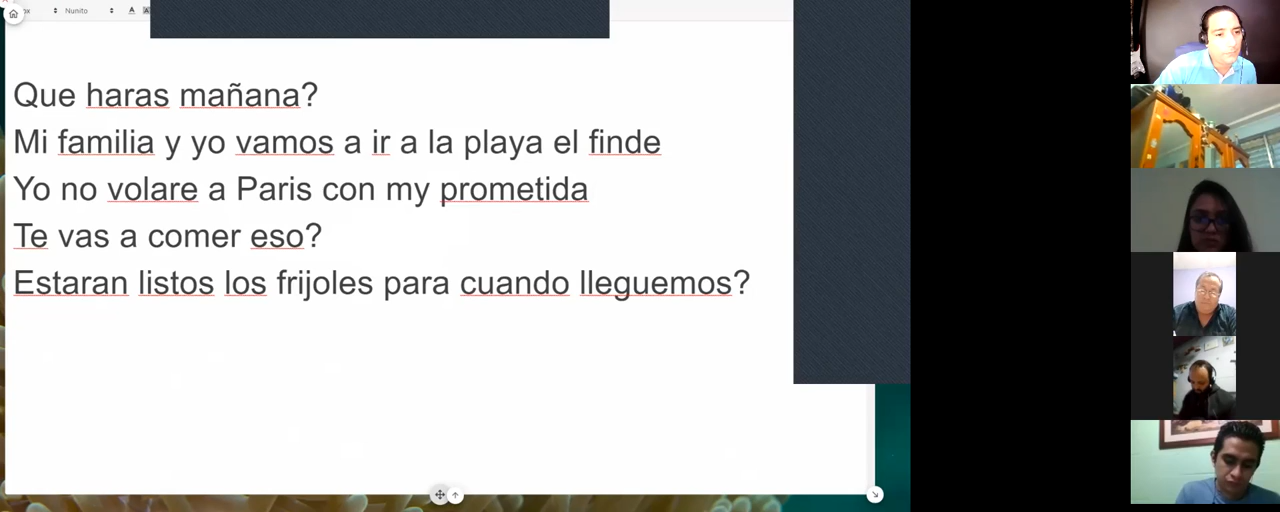 Nunito
Que haras mañana?
Mi familia y yo vamos a ir a la playa el finde
Yo no volare a Paris con my prometida
Te vas a comer eso?
Estaran listos los frijoles para cuando lleguemos?